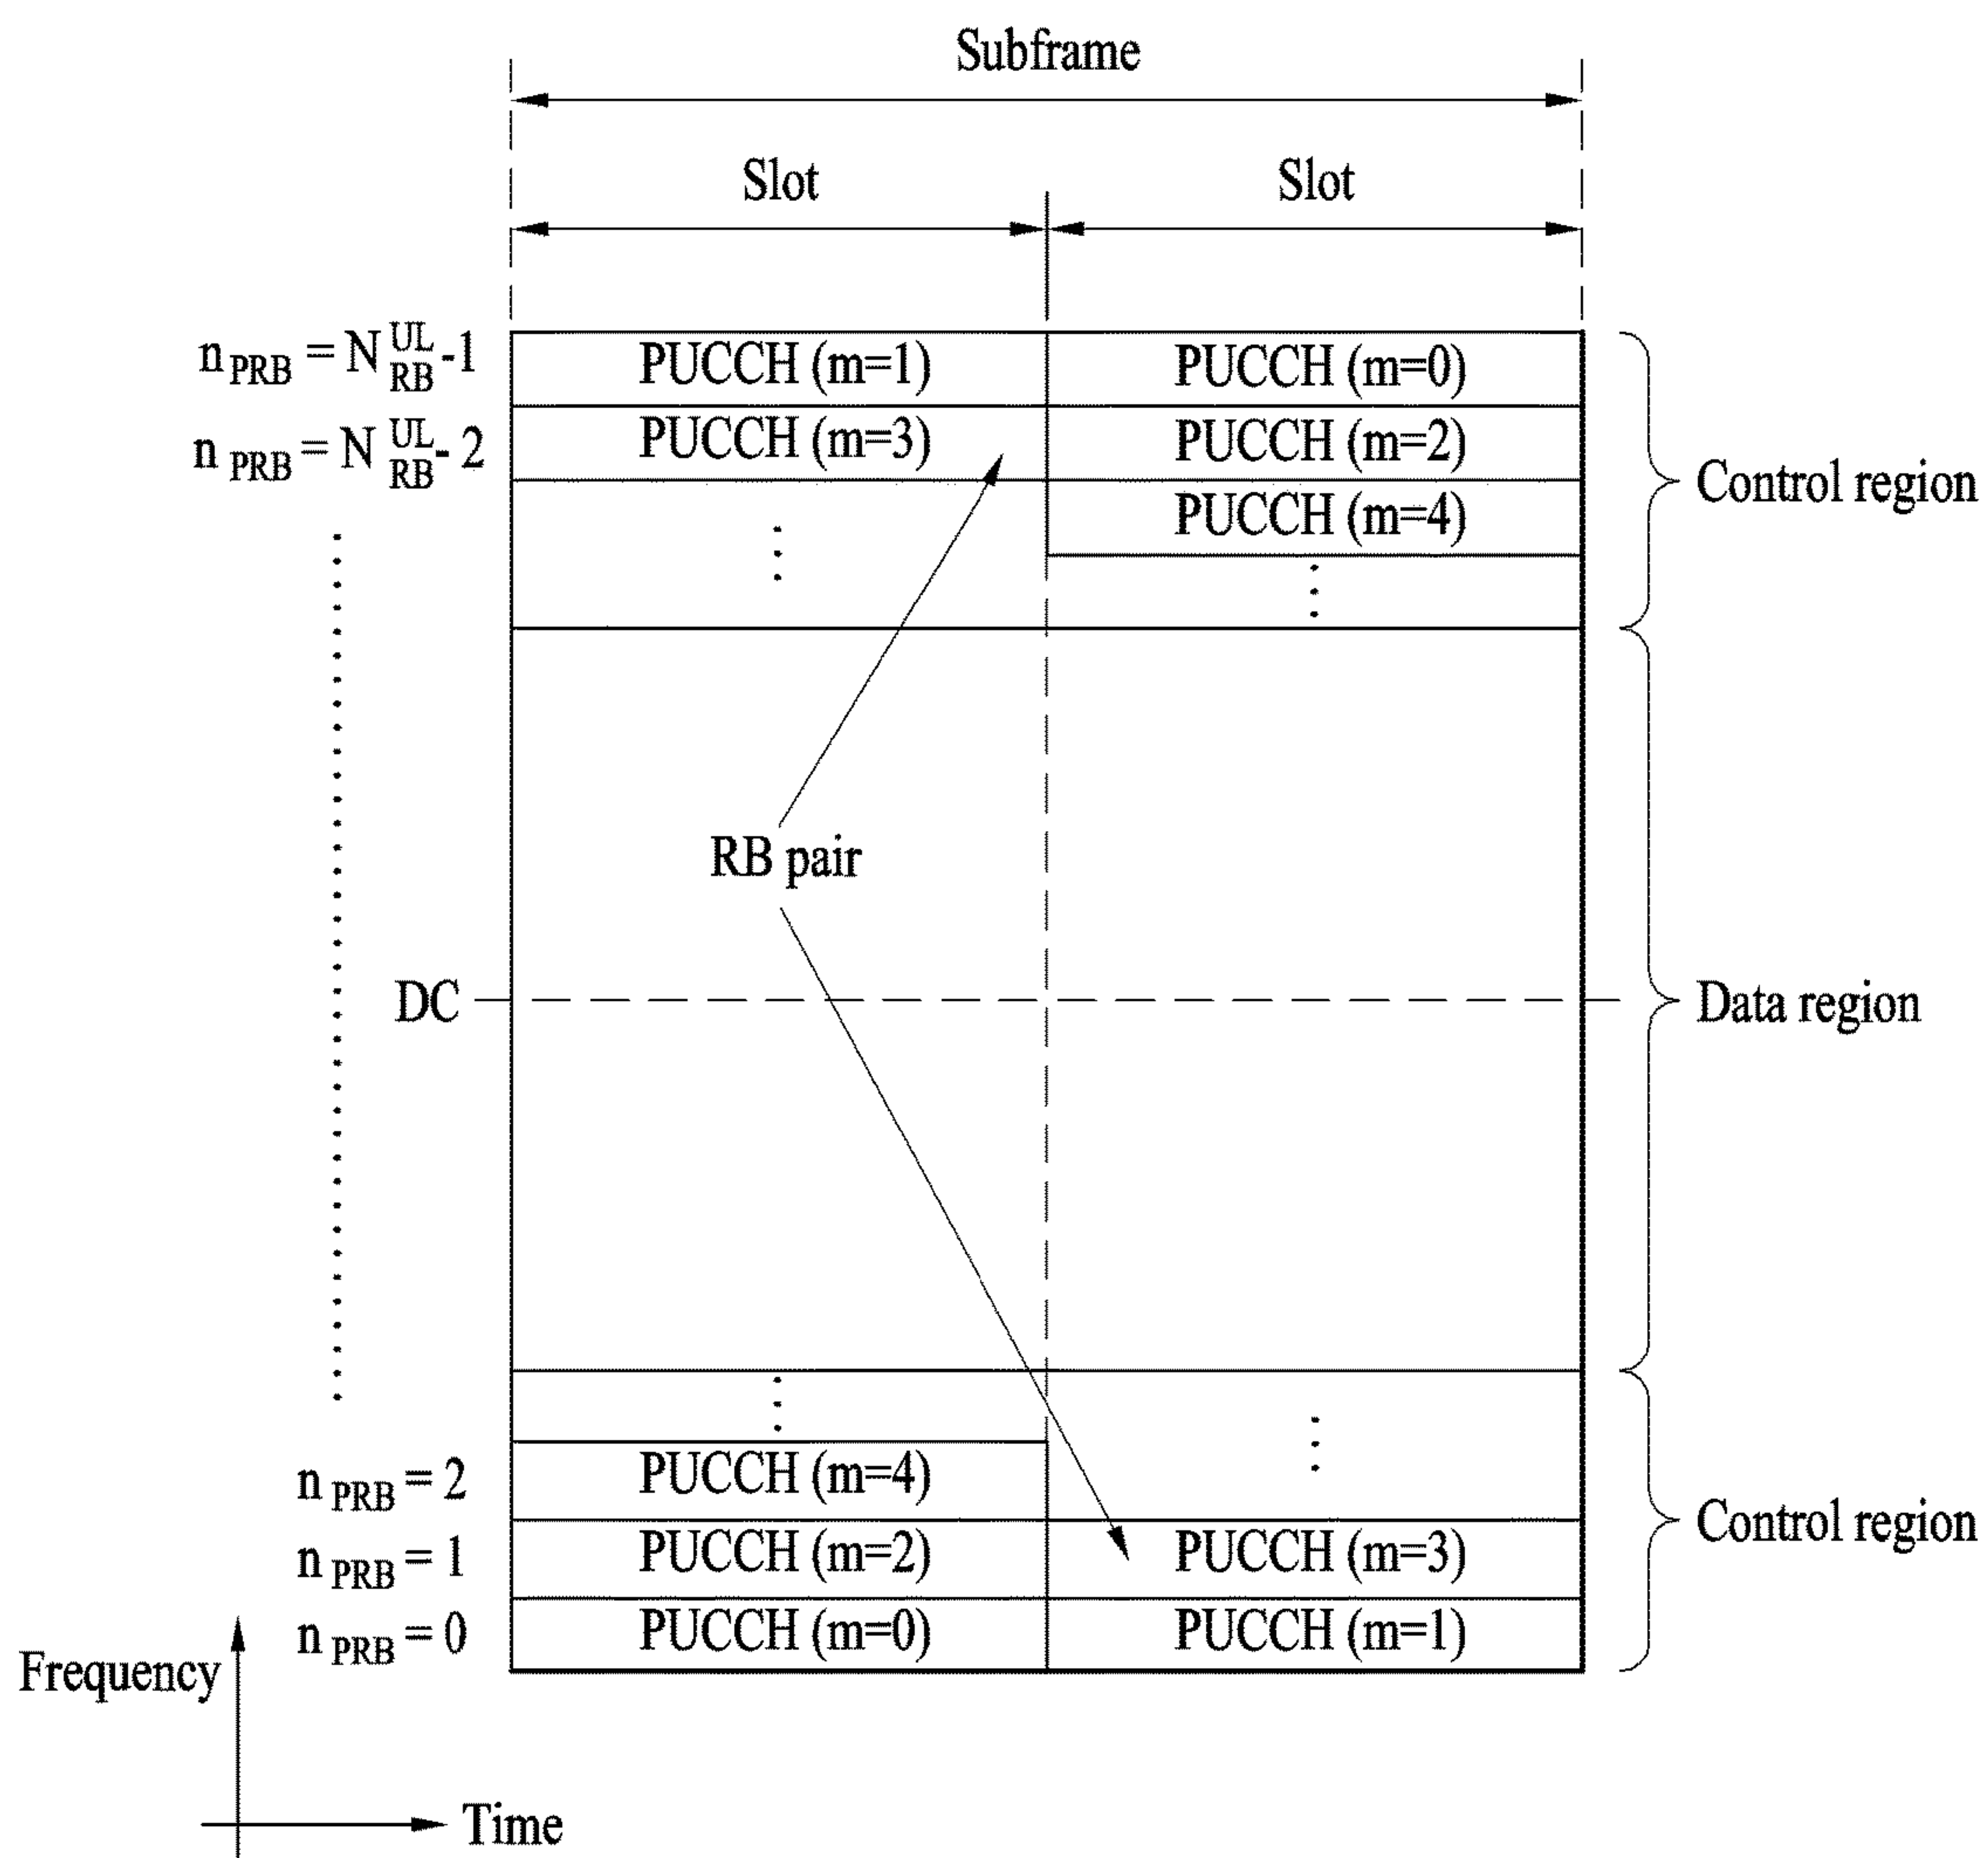 Subframe
Slot Slot
n PRB = N UL RB -1 PUCCH (m=1) PUCCH (m=0)
n PRB = N UL RB - 2 PUCCH (m=3) PUCCH (m=2)
Control region
PUCCH (m=4)
RB pair
DC
Data region
n PRB = 2 PUCCH (m=4)
Control region
n PRB = 1 PUCCH (m=2) PUCCH (m=3)
n PRB = 0 PUCCH (m=0) PUCCH (m=1)
Frequency
Time